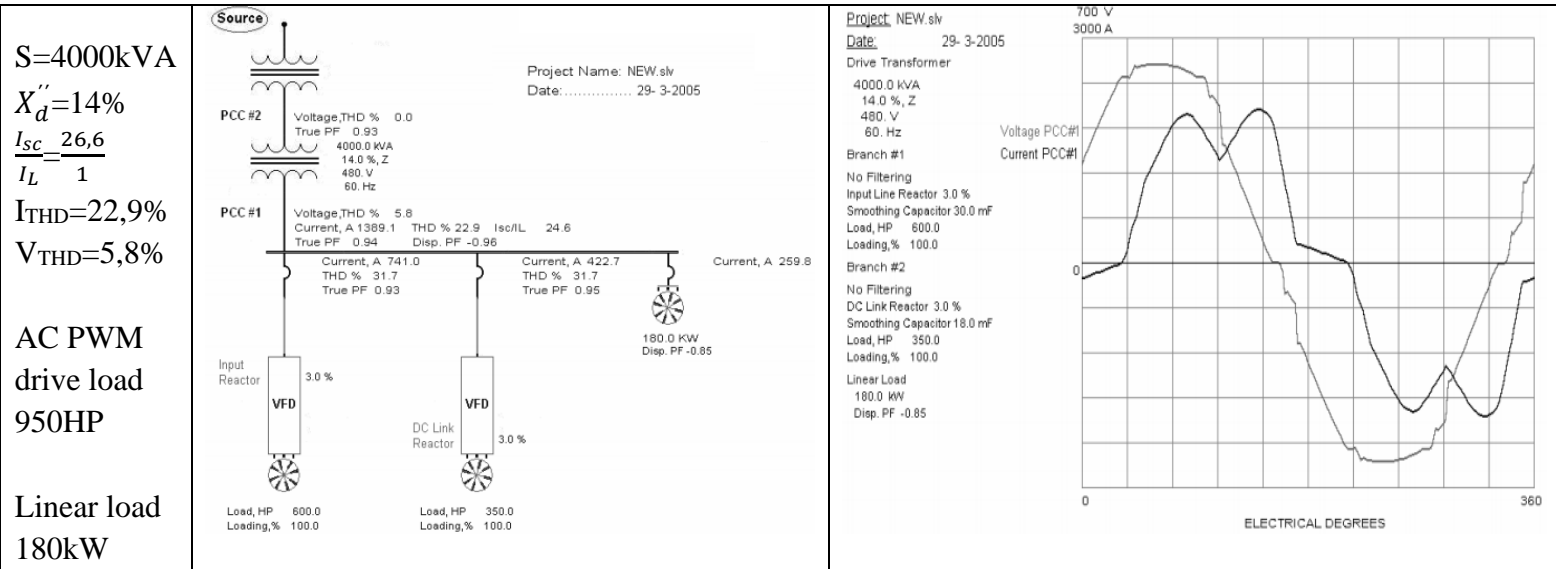 S=4000kVA
X''d=14%
Isc/IL=26,6/1
ITHD=22,9%
VTHD=5,8%
AC PWM
drive load
950HP
Linear load
180kW
Source
Project Name: NEW.slv
Date:............... 29- 3-2005
PCC #2
Voltage,THD % 0.0
True PF 0.93
4000.0 kVA
14.0 %, Z
480. V
60. Hz
PCC #1
Voltage,THD % 5.8
Current, A 1389.1 THD % 22.9 Isc/IL 24.6
True PF 0.94 Disp. PF -0.96
Current, A 741.0
THD % 31.7
True PF 0.93
Current, A 422.7
THD % 31.7
True PF 0.95
Current, A 259.8
180.0 KW
Disp. PF -0.85
Input
Reactor
3.0 %
VFD
DC Link
Reactor
3.0 %
VFD
Load, HP 600.0
Loading,% 100.0
Load, HP 350.0
Loading,% 100.0
Project: NEW.slv
Date: 29- 3-2005
Drive Transformer
4000.0 kVA
14.0 %, Z
480. V
60. Hz
Branch #1
No Filtering
Input Line Reactor 3.0 %
Smoothing Capacitor 30.0 mF
Load, HP 600.0
Loading,% 100.0
Branch #2
No Filtering
DC Link Reactor 3.0 %
Smoothing Capacitor 18.0 mF
Load, HP 350.0
Loading,% 100.0
Linear Load
180.0 KW
Disp. PF -0.85
700 V
3000 A
Voltage PCC#1
Current PCC#1
0
0
360
ELECTRICAL DEGREES